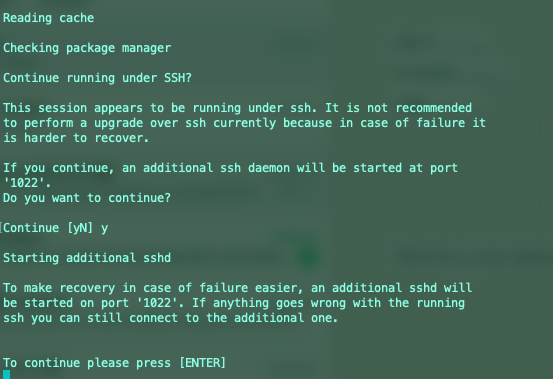 Reading cache
Checking package manager
Continue running under SSH?
This session appears to be running under ssh. It is not recommended
to perform a upgrade over ssh currently because in case of failure it
is harder to recover.
If you continue, an additional ssh daemon will be started at port
'1022'.
Do you want to continue?
[Continue [yN] y
Starting additional sshd
To make recovery in case of failure easier, an additional sshd will
be started on port '1022'. If anything goes wrong with the running
ssh you can still connect to the additional one.
To continue please press [ENTER]